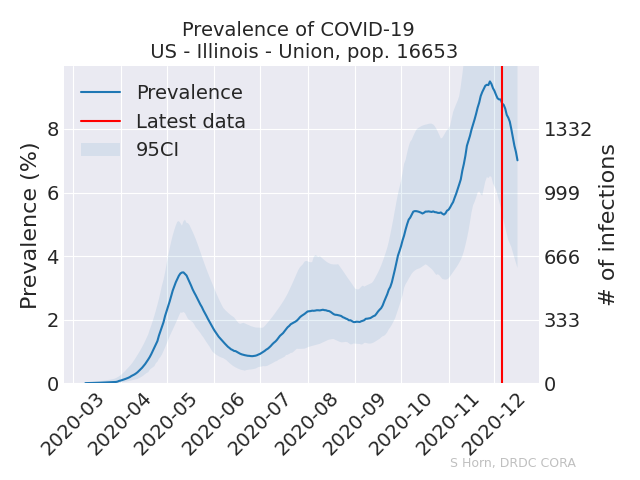 Prevalence of COVID-19
US - Illinois - Union, pop. 16653
Prevalence
Latest data
95CI
Prevalence (%)
8
6
4
2
0
1332
999
666
333
0
# of infections
2020-03
2020-04
2020-05
2020-06
2020-07
2020-08
2020-09
2020-10
2020-11
2020-12
S Horn, DRDC CORA